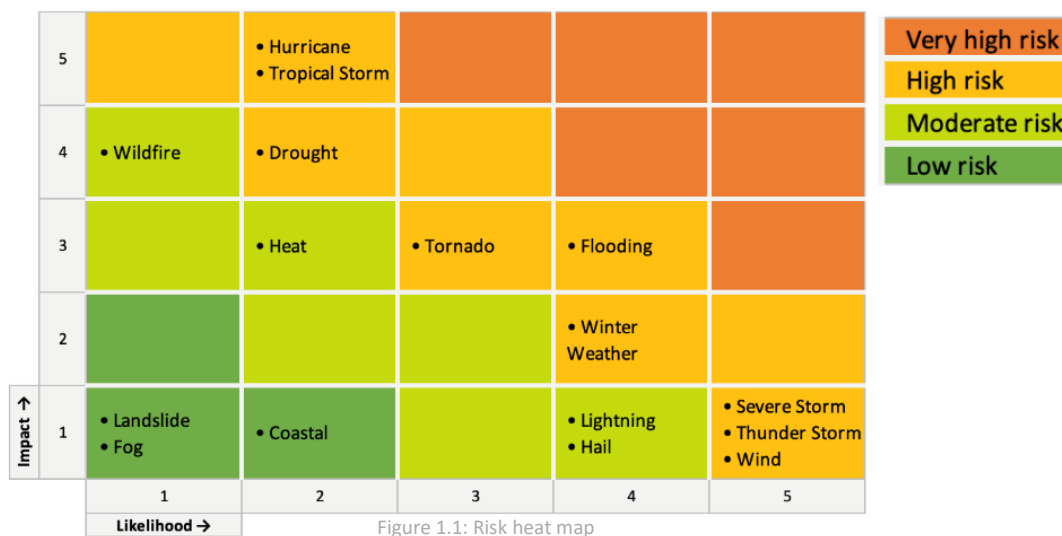 5
• Hurricane
• Tropical Storm
4
• Wildfire
• Drought
3
• Heat
• Tornado
• Flooding
2
• Winter
Weather
Impact →
1
• Landslide
• Fog
• Coastal
• Lightning
• Hail
• Severe Storm
• Thunder Storm
• Wind
1
2
3
4
5
Likelihood →
Figure 1.1: Risk heat map
Very high risk
High risk
Moderate risk
Low risk